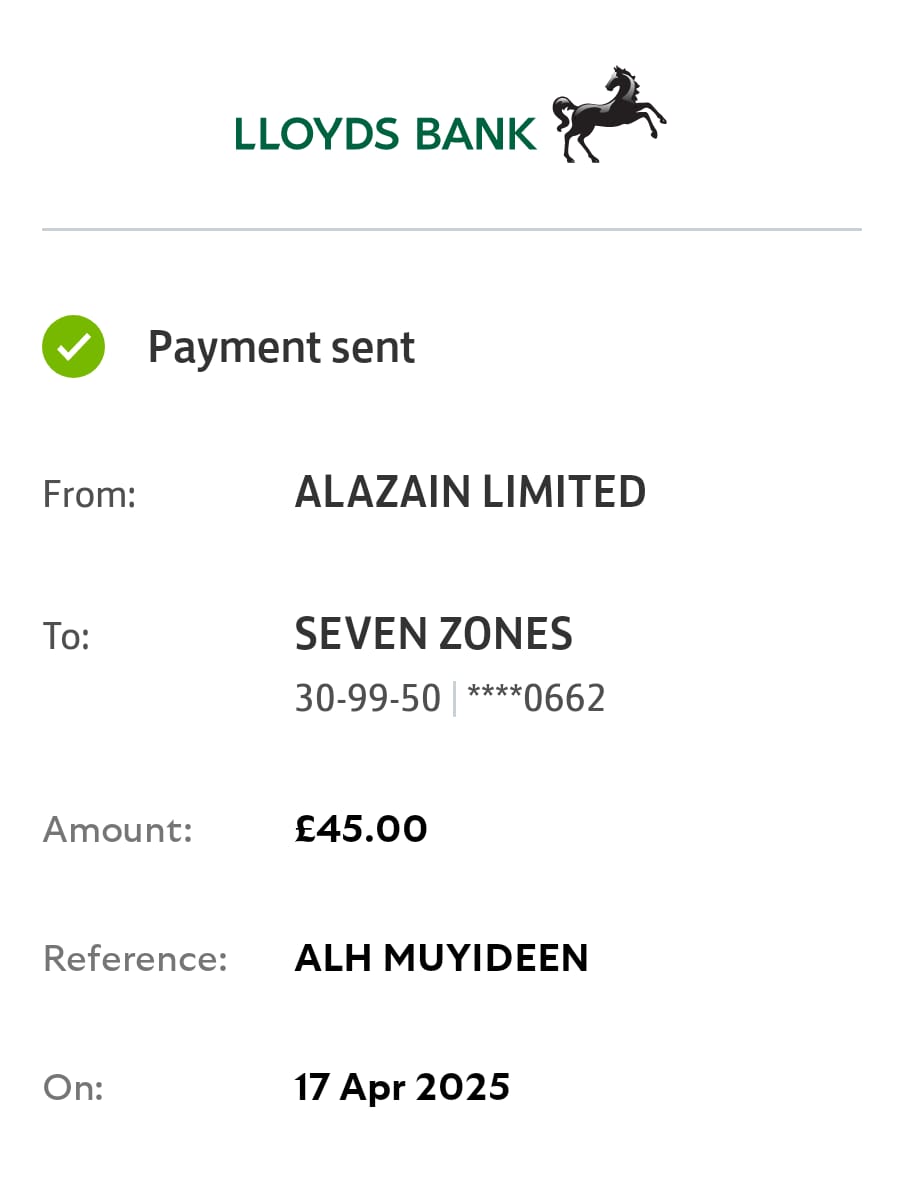 LLOYDS BANK
Payment sent
From: ALAZAIN LIMITED
To: SEVEN ZONES
30-99-50 | ****0662
Amount: £45.00
Reference: ALH MUYIDEEN
On: 17 Apr 2025